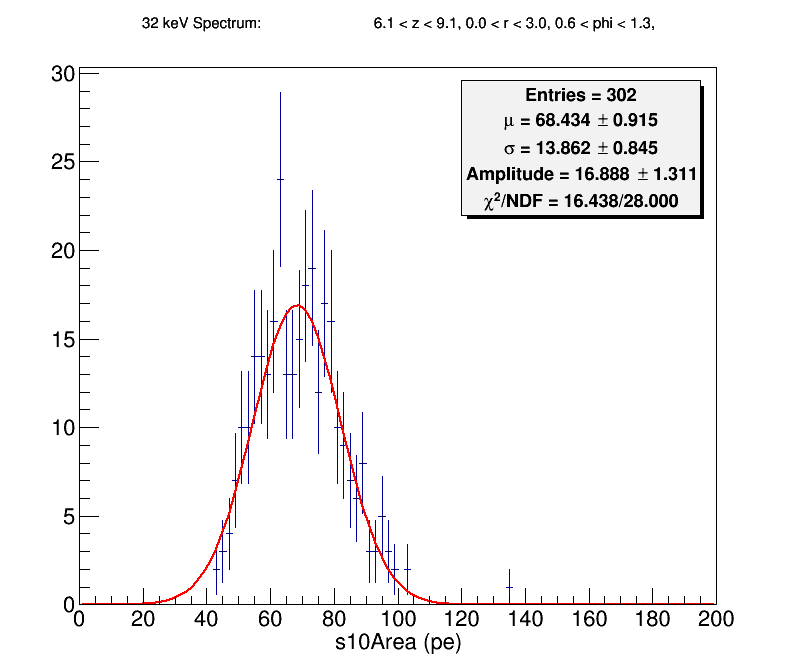 32 keV Spectrum: 6.1 < z < 9.1, 0.0 < r < 3.0, 0.6 < phi < 1.3,
Entries = 302
μ = 68.434 ± 0.915
σ = 13.862 ± 0.845
Amplitude = 16.888 ± 1.311
χ²/NDF = 16.438/28.000
30
25
20
15
10
5
0
0 20 40 60 80 100 120 140 160 180 200
s10Area (pe)